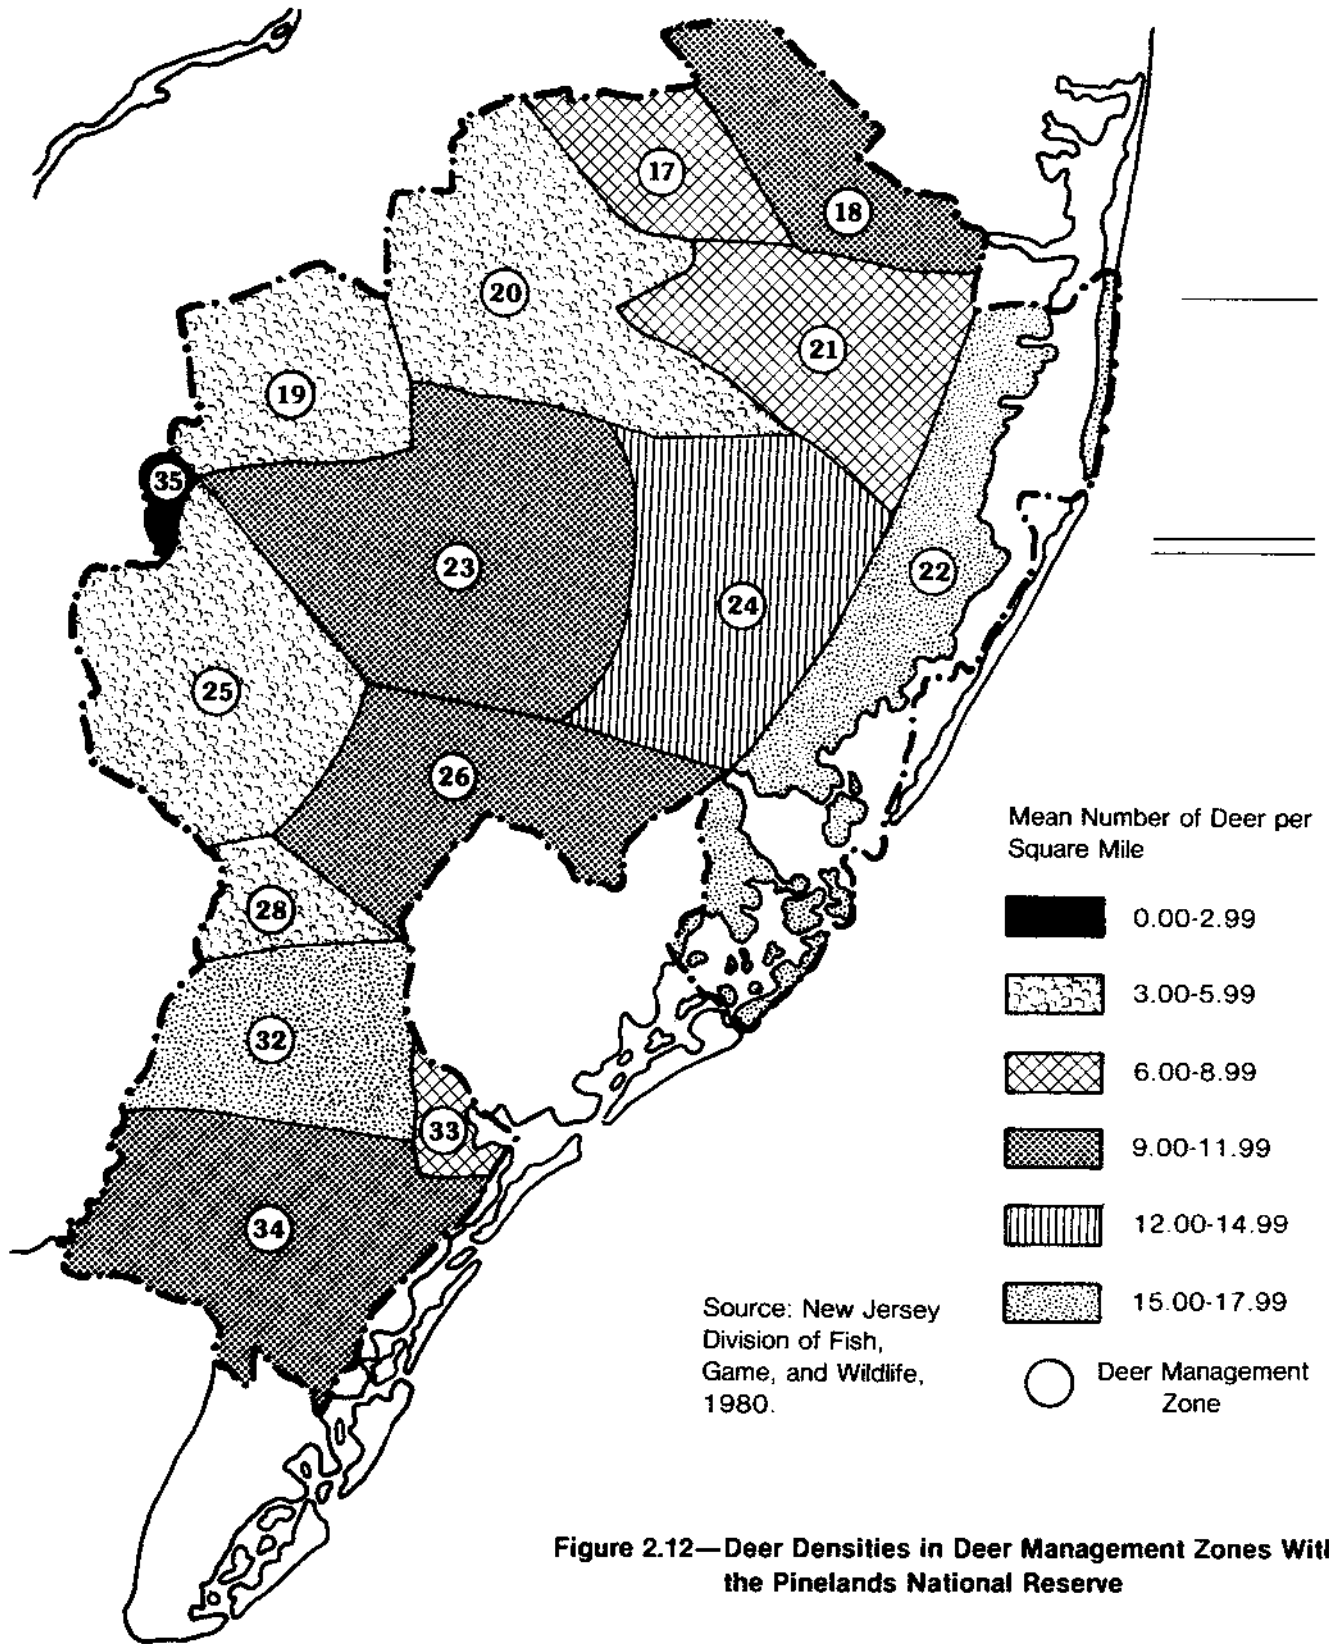 17
18
20
21
19
35
23
22
24
25
26
28
32
33
34
Mean Number of Deer per
Square Mile
0.00-2.99
3.00-5.99
6.00-8.99
9.00-11.99
12.00-14.99
15.00-17.99
Deer Management
Zone
Source: New Jersey
Division of Fish,
Game, and Wildlife,
1980.
Figure 2.12—Deer Densities in Deer Management Zones With
the Pinelands National Reserve